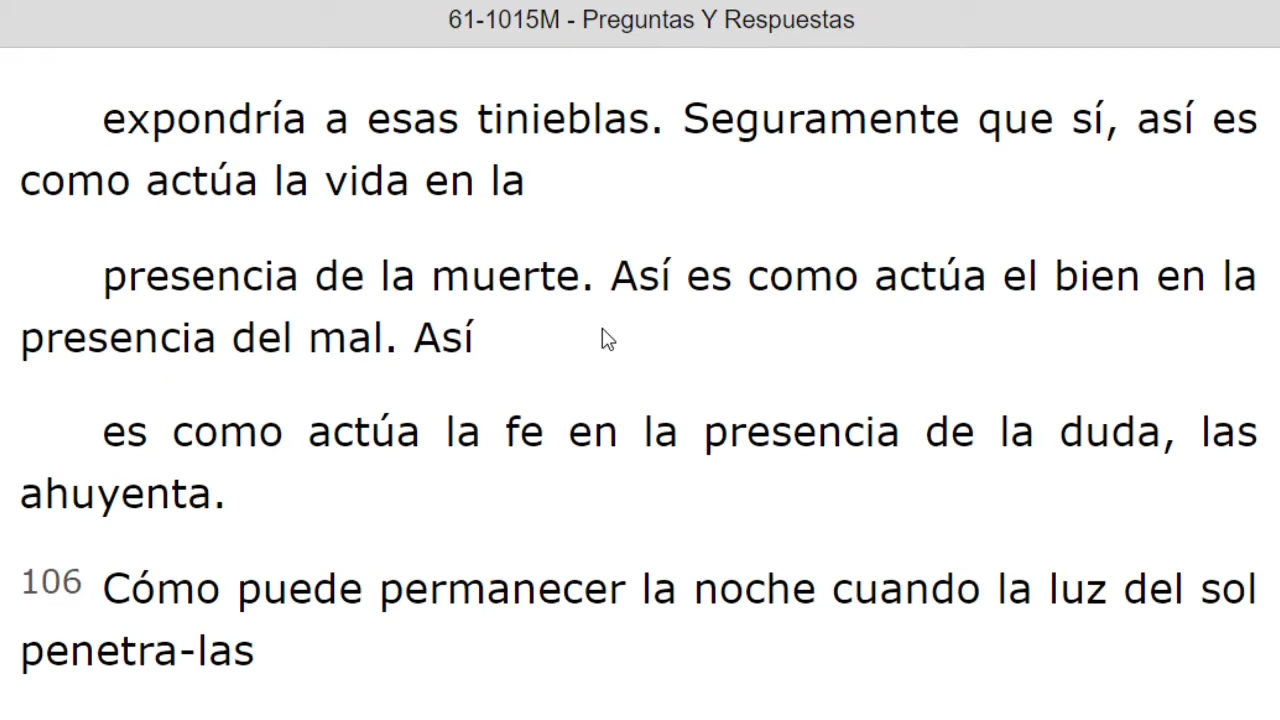 61-1015M - Preguntas Y Respuestas
expondría a esas tinieblas. Seguramente que sí, así es
como actúa la vida en la
presencia de la muerte. Así es como actúa el bien en la
presencia del mal. Así
es como actúa la fe en la presencia de la duda, las
ahuyenta.
106 Cómo puede permanecer la noche cuando la luz del sol
penetra-las